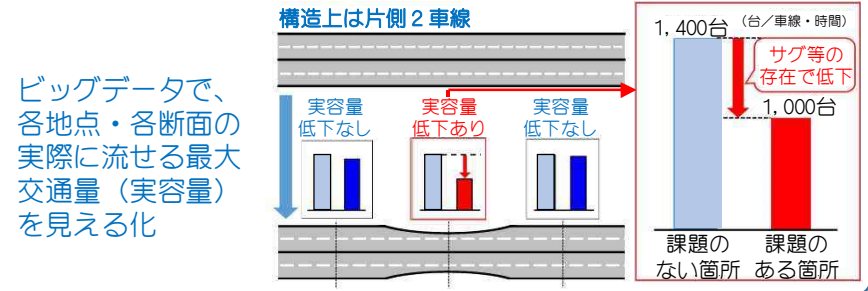 ビッグデータで、
各地点・各断面の
実際に流せる最大
交通量（実容量）
を見える化
構造上は片側２車線
実容量
低下なし
実容量
低下あり
実容量
低下なし
1,400台
（台／車線・時間）
サグ等の
存在で低下
1,000台
課題の
ない箇所
課題の
ある箇所